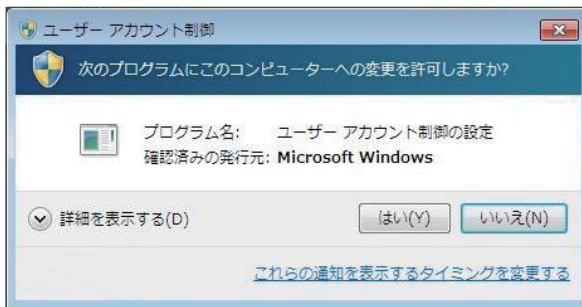 ユーザー アカウント制御
次のプログラムにこのコンピューターへの変更を許可しますか?
プログラム名: ユーザー アカウント制御の設定
確認済みの発行元: Microsoft Windows
詳細を表示する(D) はい(Y) いいえ(N)
これらの通知を表示するタイミングを変更する